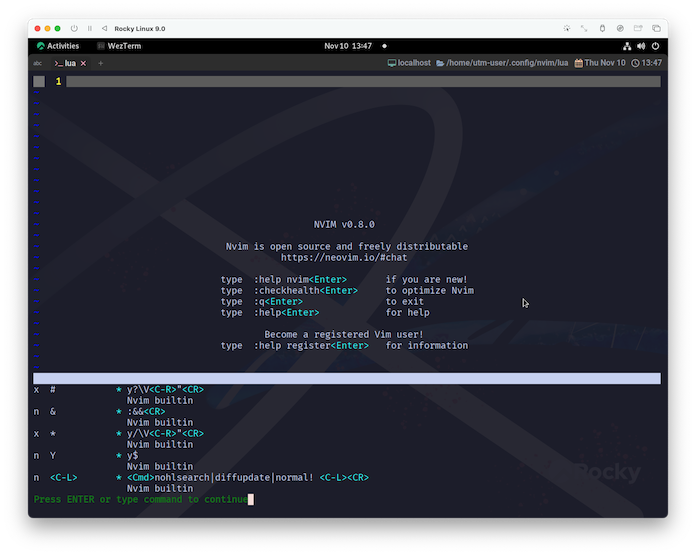 Rocky Linux 9.0
Activities WezTerm Nov 10 13:47
abc >_ lua × + localhost /home/utm-user/.config/nvim/lua Thu Nov 10 13:47
1
~
~
~
~
~
~
~
~
~
~
~
~
~ NVIM v0.8.0
~
~ Nvim is open source and freely distributable
~ https://neovim.io/#chat
~
~ type :help nvim<Enter> if you are new!
~ type :checkhealth<Enter> to optimize Nvim
~ type :q<Enter> to exit
~ type :help<Enter> for help
~
~ Become a registered Vim user!
~ type :help register<Enter> for information
~
~
x # * y?\V<C-R>"<CR>
Nvim builtin
n & * :&&<CR>
Nvim builtin
x * * y/\V<C-R>"<CR>
Nvim builtin
n Y * y$
Nvim builtin
n <C-L> * <Cmd>nohlsearch|diffupdate|normal! <C-L><CR>
Nvim builtin
Press ENTER or type command to continue
Rocky